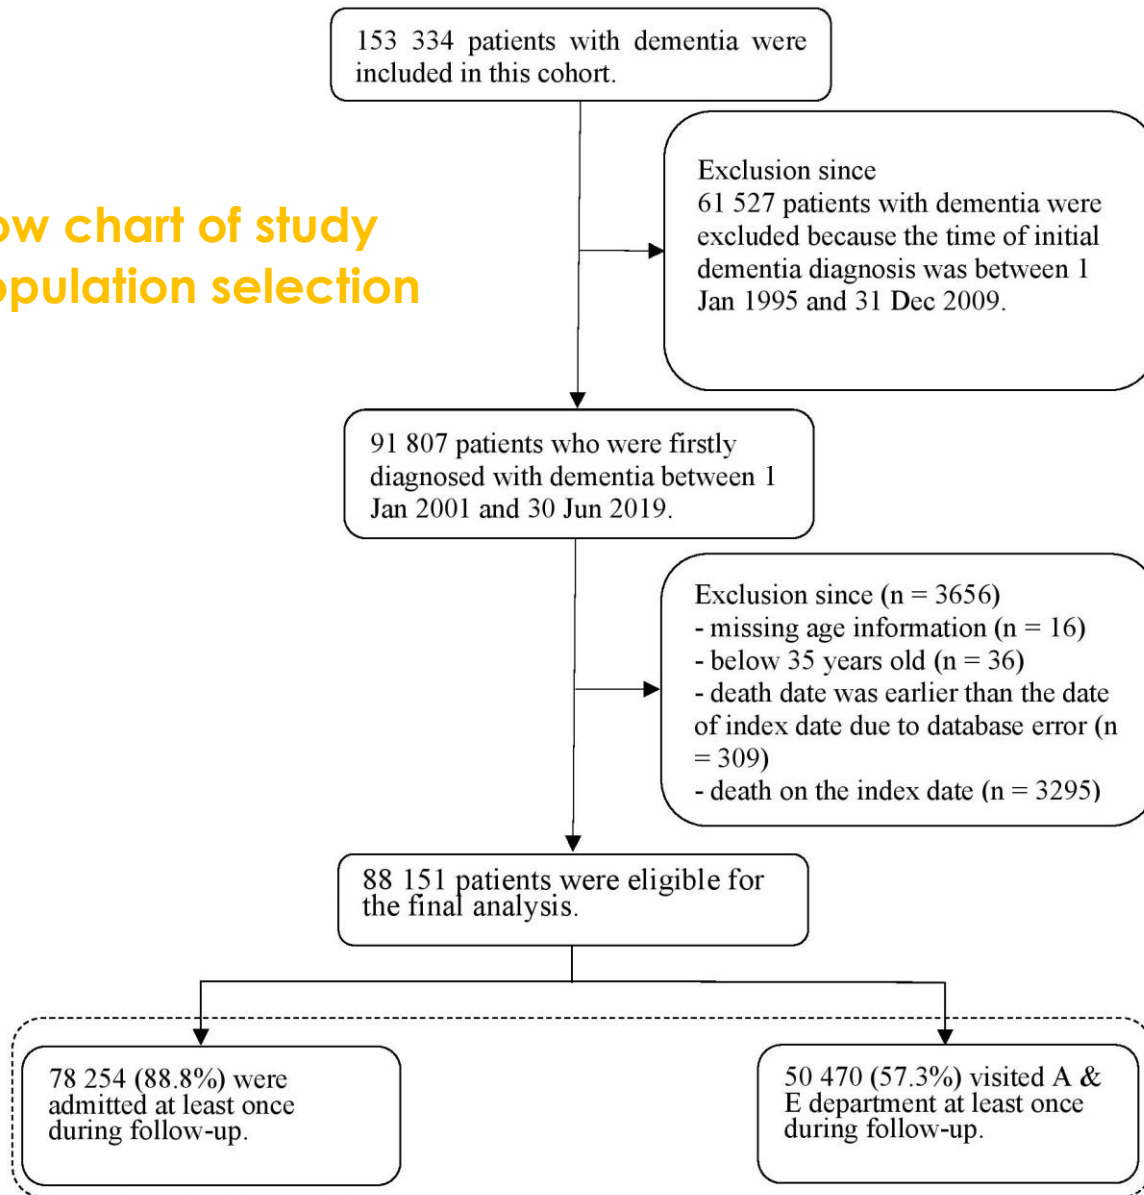 153 334 patients with dementia were
included in this cohort.
Exclusion since
61 527 patients with dementia were
excluded because the time of initial
dementia diagnosis was between 1
Jan 1995 and 31 Dec 2009.
ow chart of study
opulation selection
91 807 patients who were firstly
diagnosed with dementia between 1
Jan 2001 and 30 Jun 2019.
Exclusion since (n = 3656)
- missing age information (n = 16)
- below 35 years old (n = 36)
- death date was earlier than the date
of index date due to database error (n
= 309)
- death on the index date (n = 3295)
88 151 patients were eligible for
the final analysis.
78 254 (88.8%) were
admitted at least once
during follow-up.
50 470 (57.3%) visited A &
E department at least once
during follow-up.